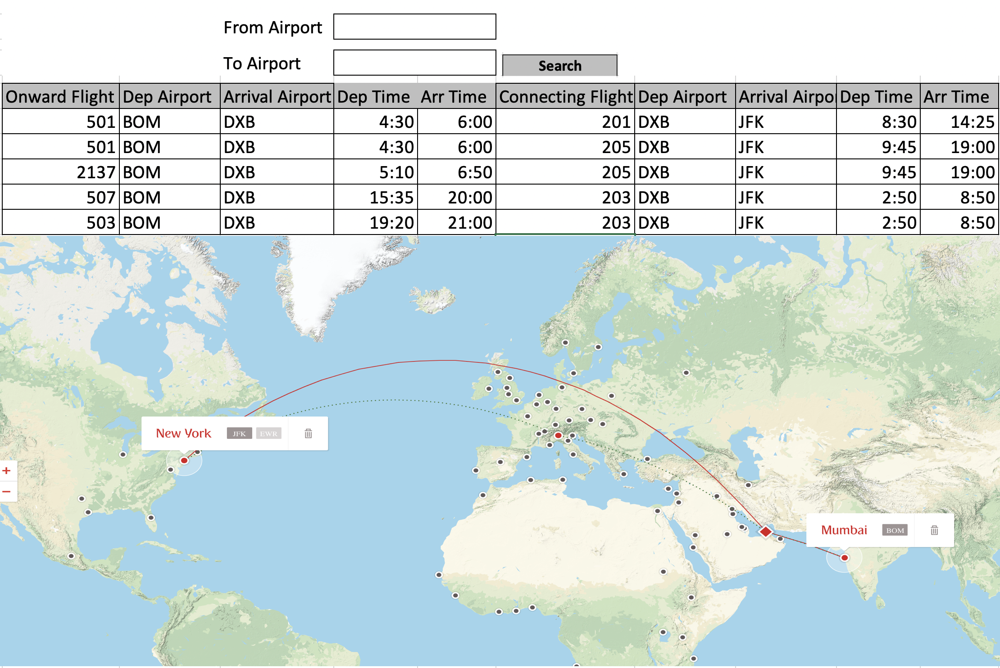 From Airport
To Airport
Search
Onward Flight Dep Airport Arrival Airport Dep Time Arr Time Connecting Flight Dep Airport Arrival Airpor Dep Time Arr Time
501 BOM DXB 4:30 6:00 201 DXB JFK 8:30 14:25
501 BOM DXB 4:30 6:00 205 DXB JFK 9:45 19:00
2137 BOM DXB 5:10 6:50 205 DXB JFK 9:45 19:00
507 BOM DXB 15:35 20:00 203 DXB JFK 2:50 8:50
503 BOM DXB 19:20 21:00 203 DXB JFK 2:50 8:50
New York JFK EWR
+
−
Mumbai BOM